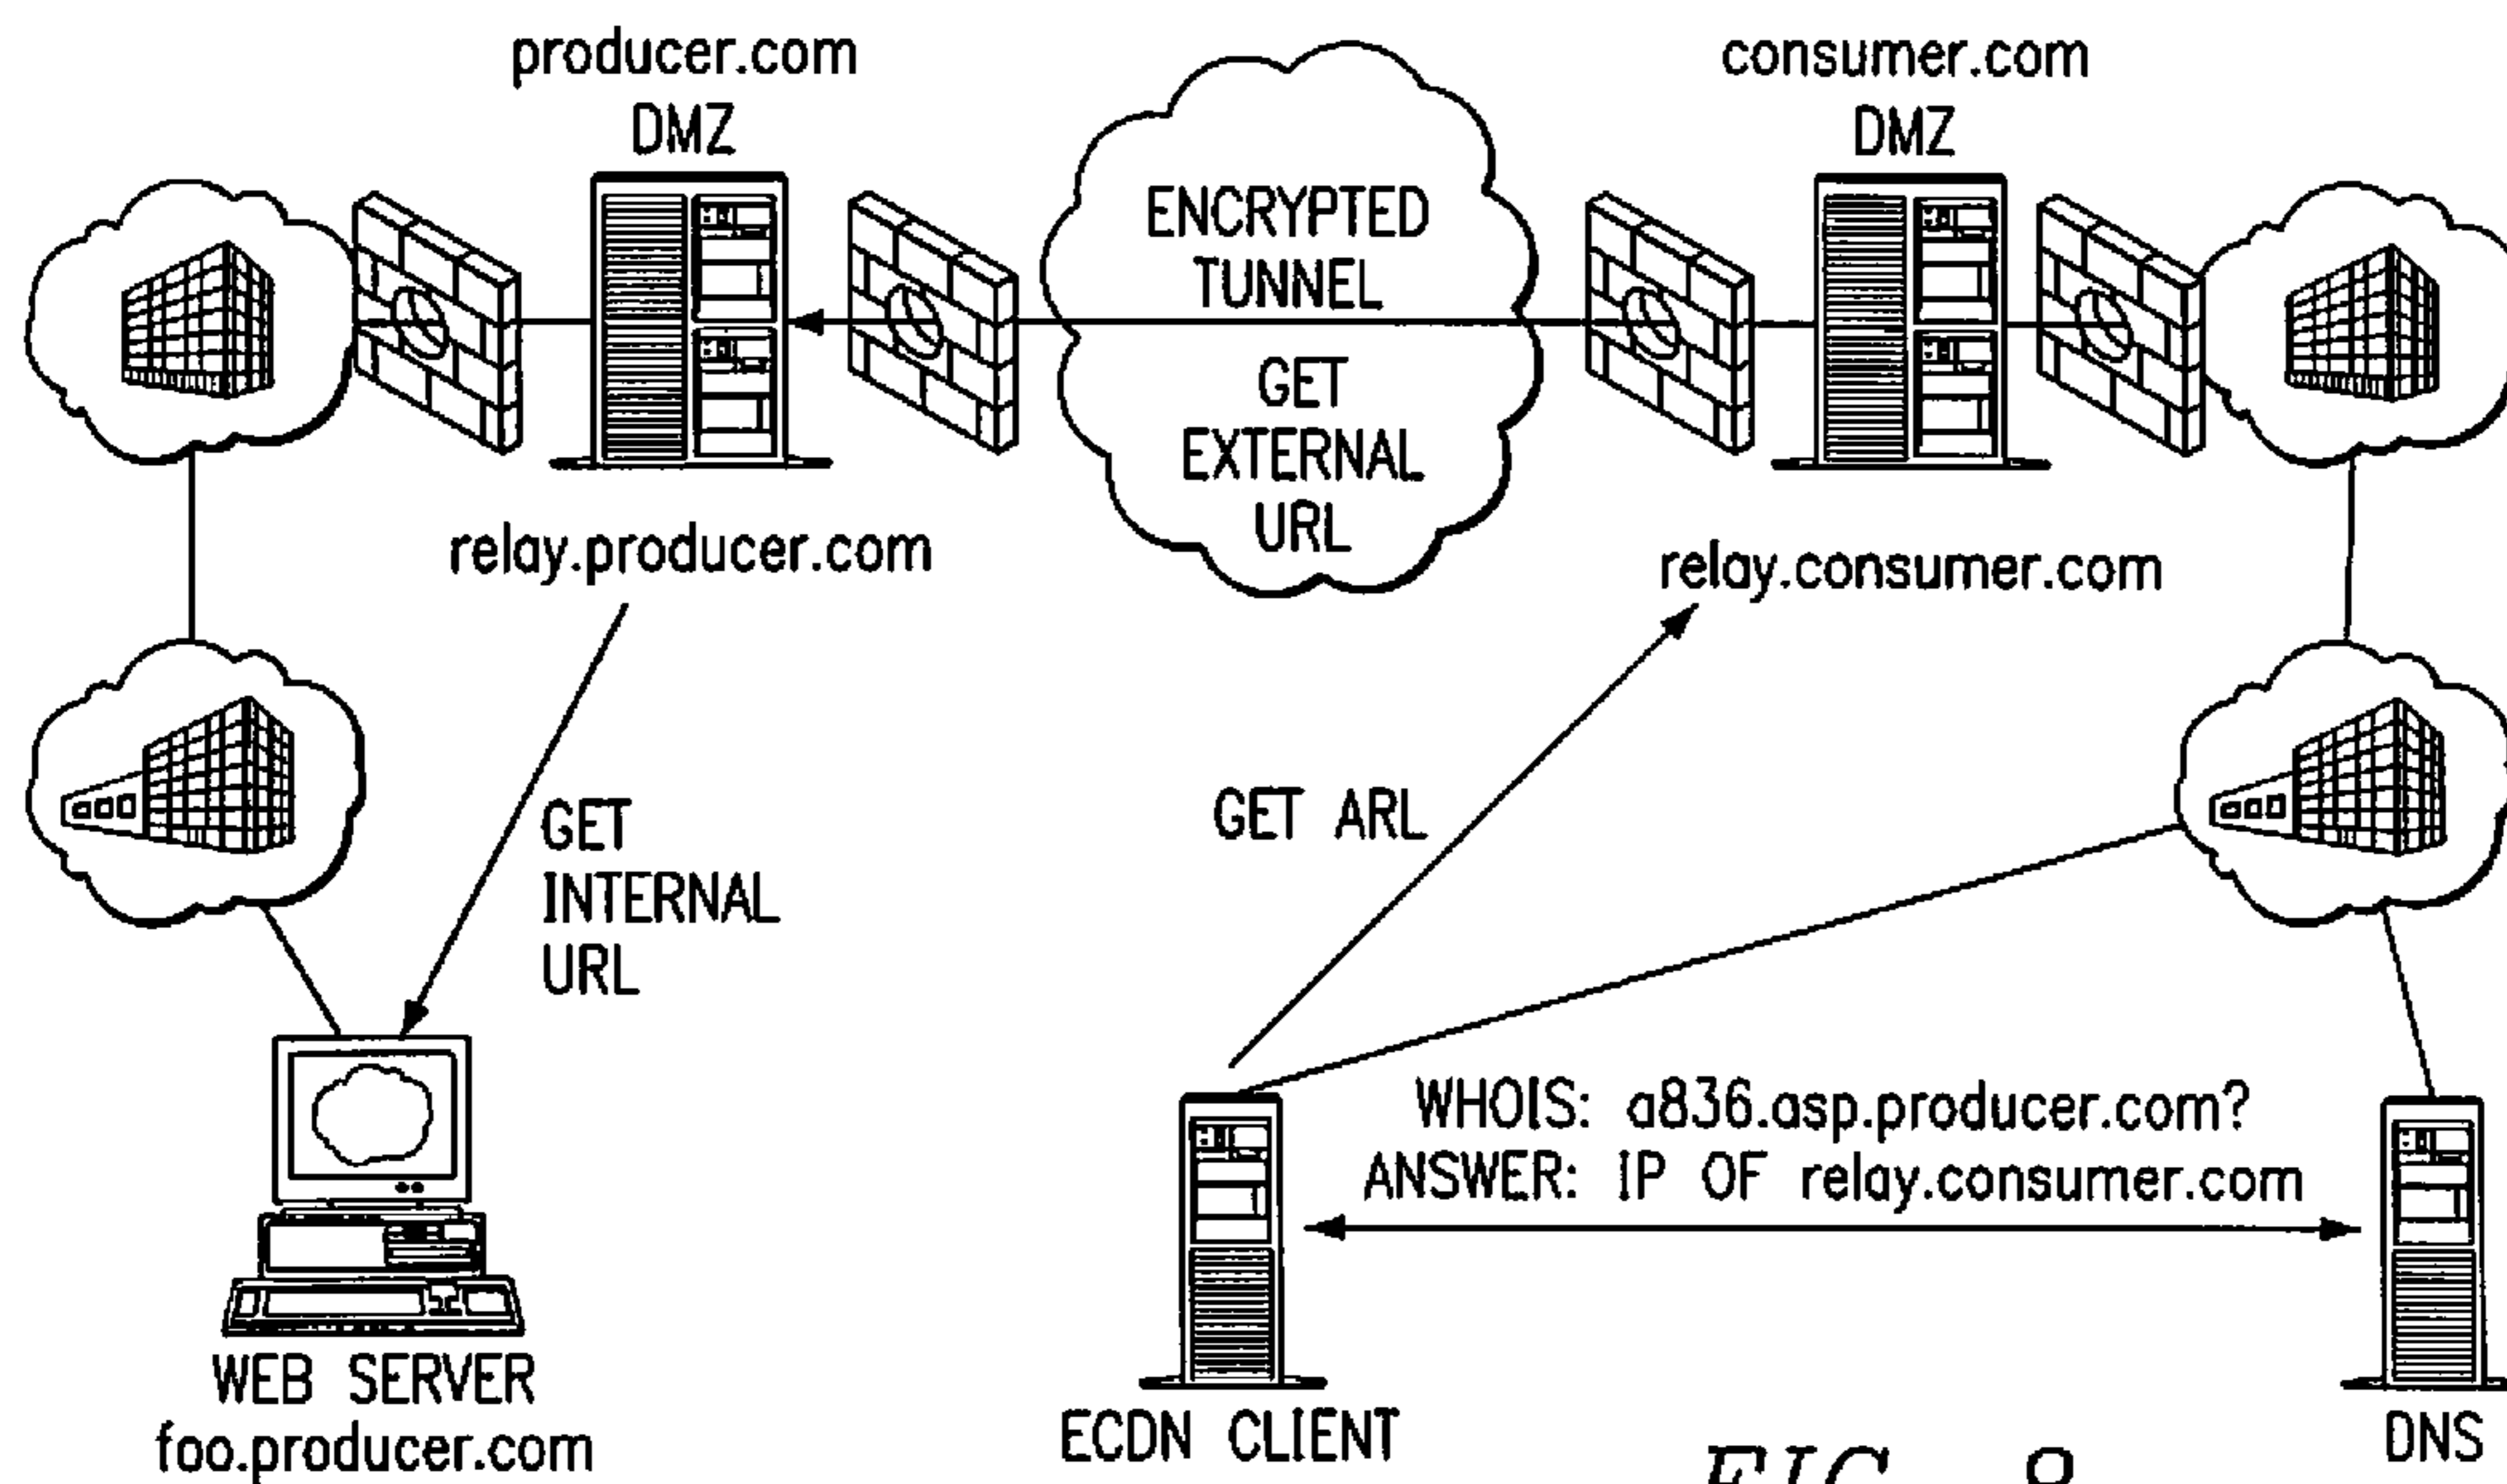 producer.com
DMZ
consumer.com
DMZ
ENCRYPTED
TUNNEL
GET
EXTERNAL
URL
relay.producer.com
relay.consumer.com
GET
INTERNAL
URL
GET ARL
WHOIS: a836.asp.producer.com?
ANSWER: IP OF relay.consumer.com
WEB SERVER
foo.producer.com
ECDN CLIENT
DNS
FIG. 8